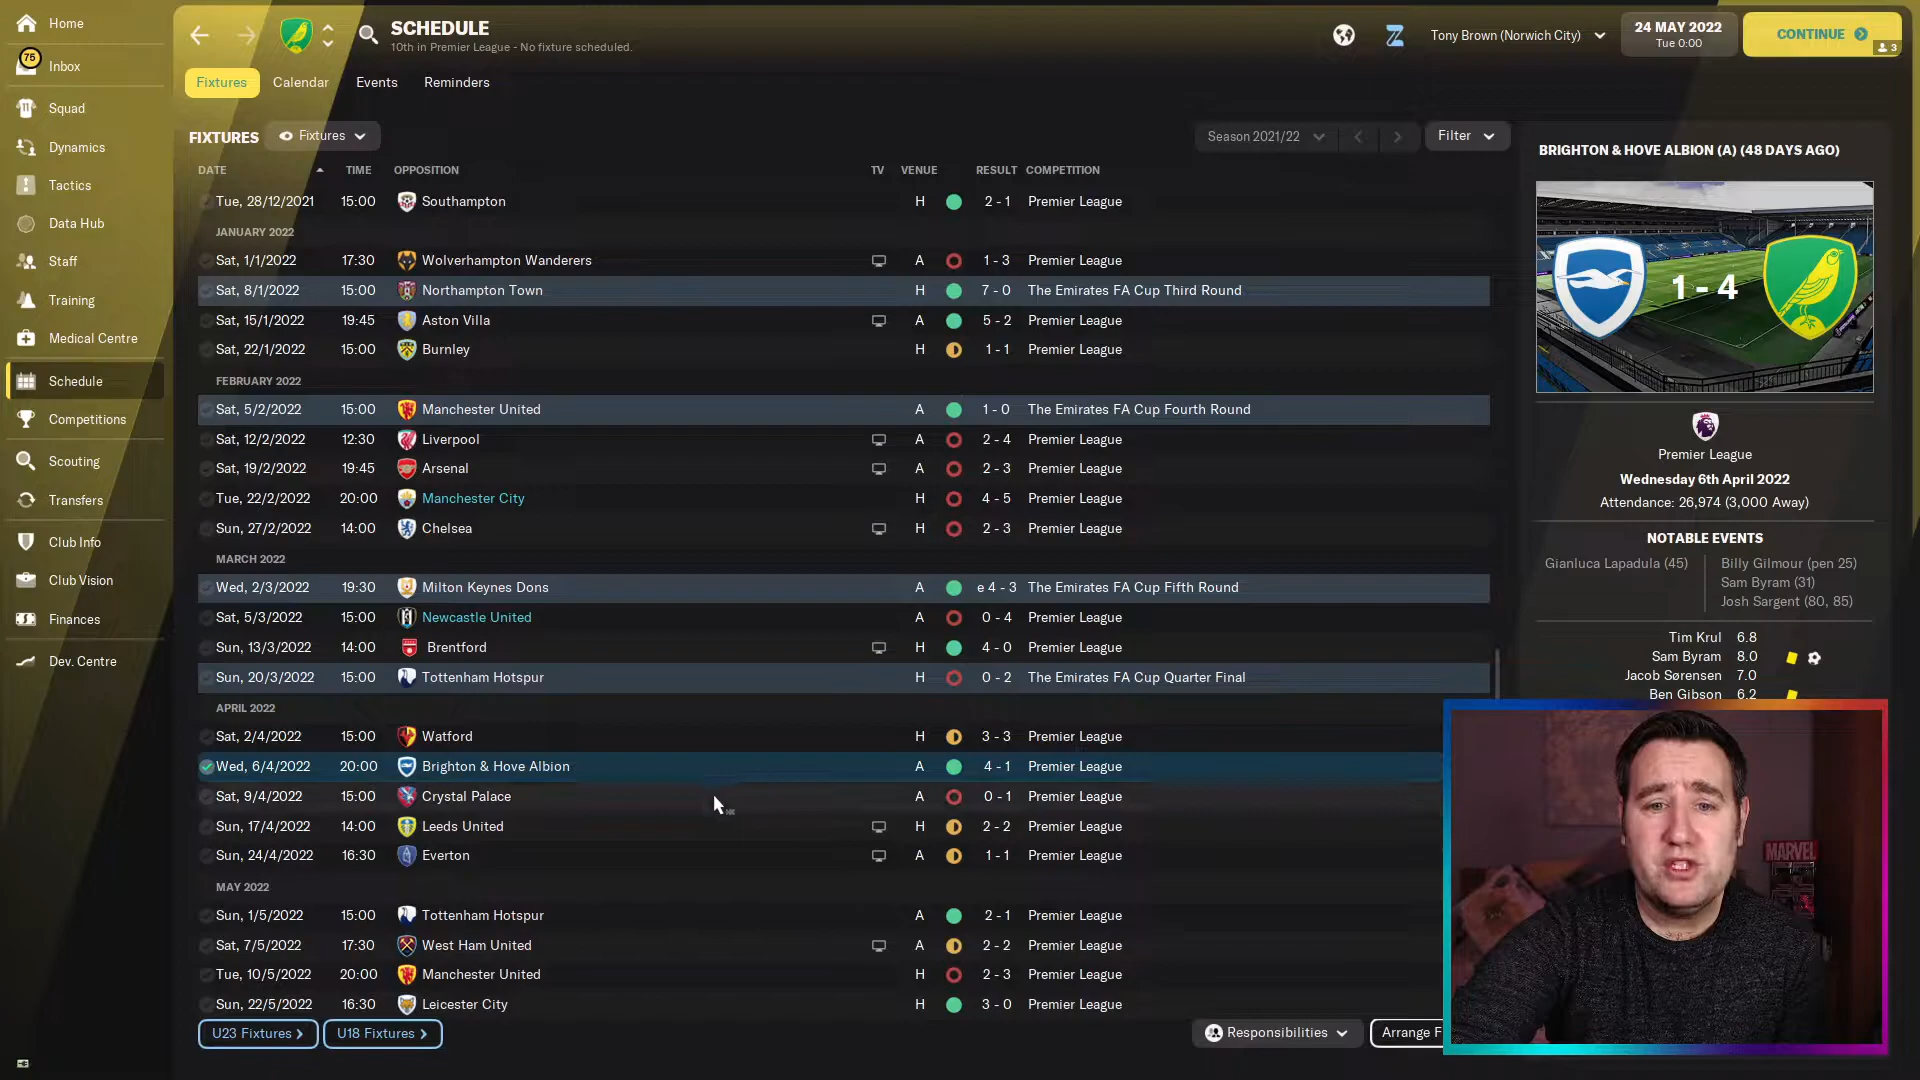 Home
75
Inbox
Squad
Dynamics
Tactics
Data Hub
Staff
Training
Medical Centre
Schedule
Competitions
Scouting
Transfers
Club Info
Club Vision
Finances
Dev. Centre
SCHEDULE
10th in Premier League - No fixture scheduled.
Tony Brown (Norwich City)
24 MAY 2022
Tue 0:00
CONTINUE
3
Fixtures Calendar Events Reminders
FIXTURES Fixtures Season 2021/22 Filter
DATE TIME OPPOSITION TV VENUE RESULT COMPETITION
Tue, 28/12/2021 15:00 Southampton H 2 - 1 Premier League
JANUARY 2022
Sat, 1/1/2022 17:30 Wolverhampton Wanderers A 1 - 3 Premier League
Sat, 8/1/2022 15:00 Northampton Town H 7 - 0 The Emirates FA Cup Third Round
Sat, 15/1/2022 19:45 Aston Villa A 5 - 2 Premier League
Sat, 22/1/2022 15:00 Burnley H 1 - 1 Premier League
FEBRUARY 2022
Sat, 5/2/2022 15:00 Manchester United A 1 - 0 The Emirates FA Cup Fourth Round
Sat, 12/2/2022 12:30 Liverpool A 2 - 4 Premier League
Sat, 19/2/2022 19:45 Arsenal A 2 - 3 Premier League
Tue, 22/2/2022 20:00 Manchester City H 4 - 5 Premier League
Sun, 27/2/2022 14:00 Chelsea H 2 - 3 Premier League
MARCH 2022
Wed, 2/3/2022 19:30 Milton Keynes Dons A e 4 - 3 The Emirates FA Cup Fifth Round
Sat, 5/3/2022 15:00 Newcastle United A 0 - 4 Premier League
Sun, 13/3/2022 14:00 Brentford H 4 - 0 Premier League
Sun, 20/3/2022 15:00 Tottenham Hotspur H 0 - 2 The Emirates FA Cup Quarter Final
APRIL 2022
Sat, 2/4/2022 15:00 Watford H 3 - 3 Premier League
Wed, 6/4/2022 20:00 Brighton & Hove Albion A 4 - 1 Premier League
Sat, 9/4/2022 15:00 Crystal Palace A 0 - 1 Premier League
Sun, 17/4/2022 14:00 Leeds United H 2 - 2 Premier League
Sun, 24/4/2022 16:30 Everton A 1 - 1 Premier League
MAY 2022
Sun, 1/5/2022 15:00 Tottenham Hotspur A 2 - 1 Premier League
Sat, 7/5/2022 17:30 West Ham United A 2 - 2 Premier League
Tue, 10/5/2022 20:00 Manchester United H 2 - 3 Premier League
Sun, 22/5/2022 16:30 Leicester City H 3 - 0 Premier League
U23 Fixtures U18 Fixtures Responsibilities Arrange F
BRIGHTON & HOVE ALBION (A) (48 DAYS AGO)
1 - 4
Premier League
Wednesday 6th April 2022
Attendance: 26,974 (3,000 Away)
NOTABLE EVENTS
Gianluca Lapadula (45) Billy Gilmour (pen 25)
Sam Byram (31)
Josh Sargent (80, 85)
Tim Krul 6.8
Sam Byram 8.0
Jacob Sørensen 7.0
Ben Gibson 6.2
MARVEL